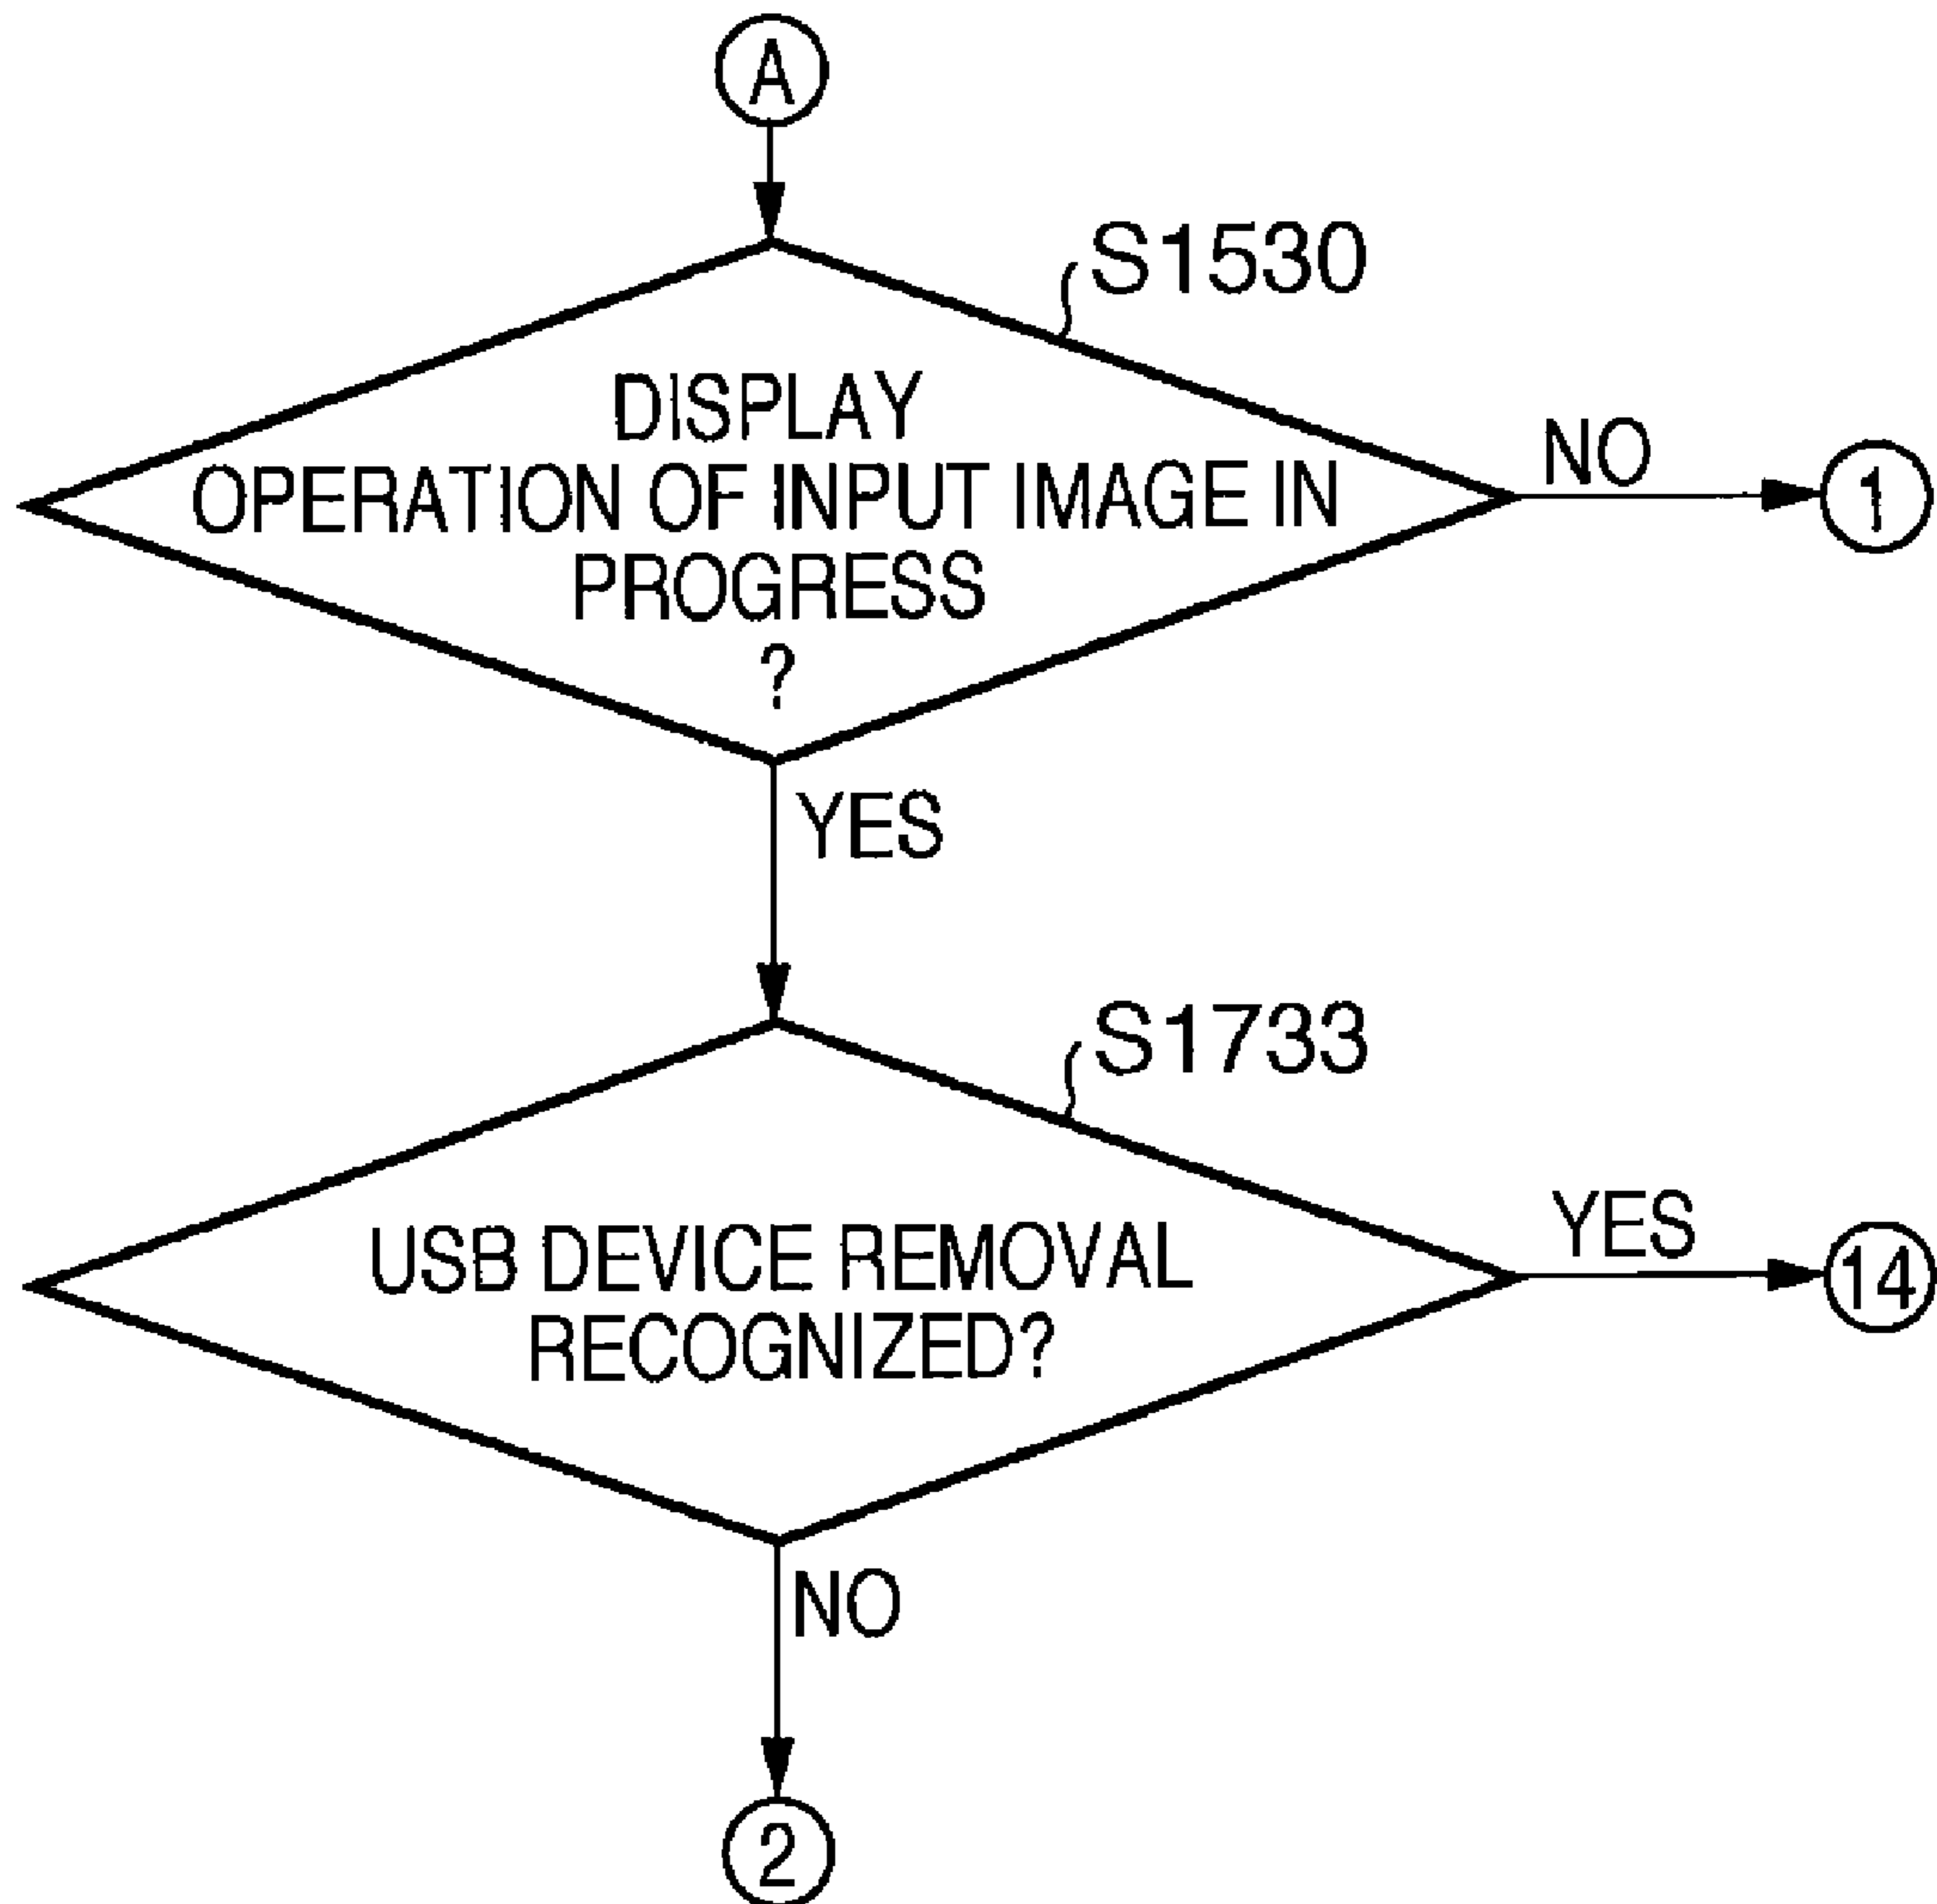 A
S1530
DISPLAY
OPERATION OF INPUT IMAGE IN
PROGRESS
?
NO
1
YES
S1733
USB DEVICE REMOVAL
RECOGNIZED?
YES
14
NO
2